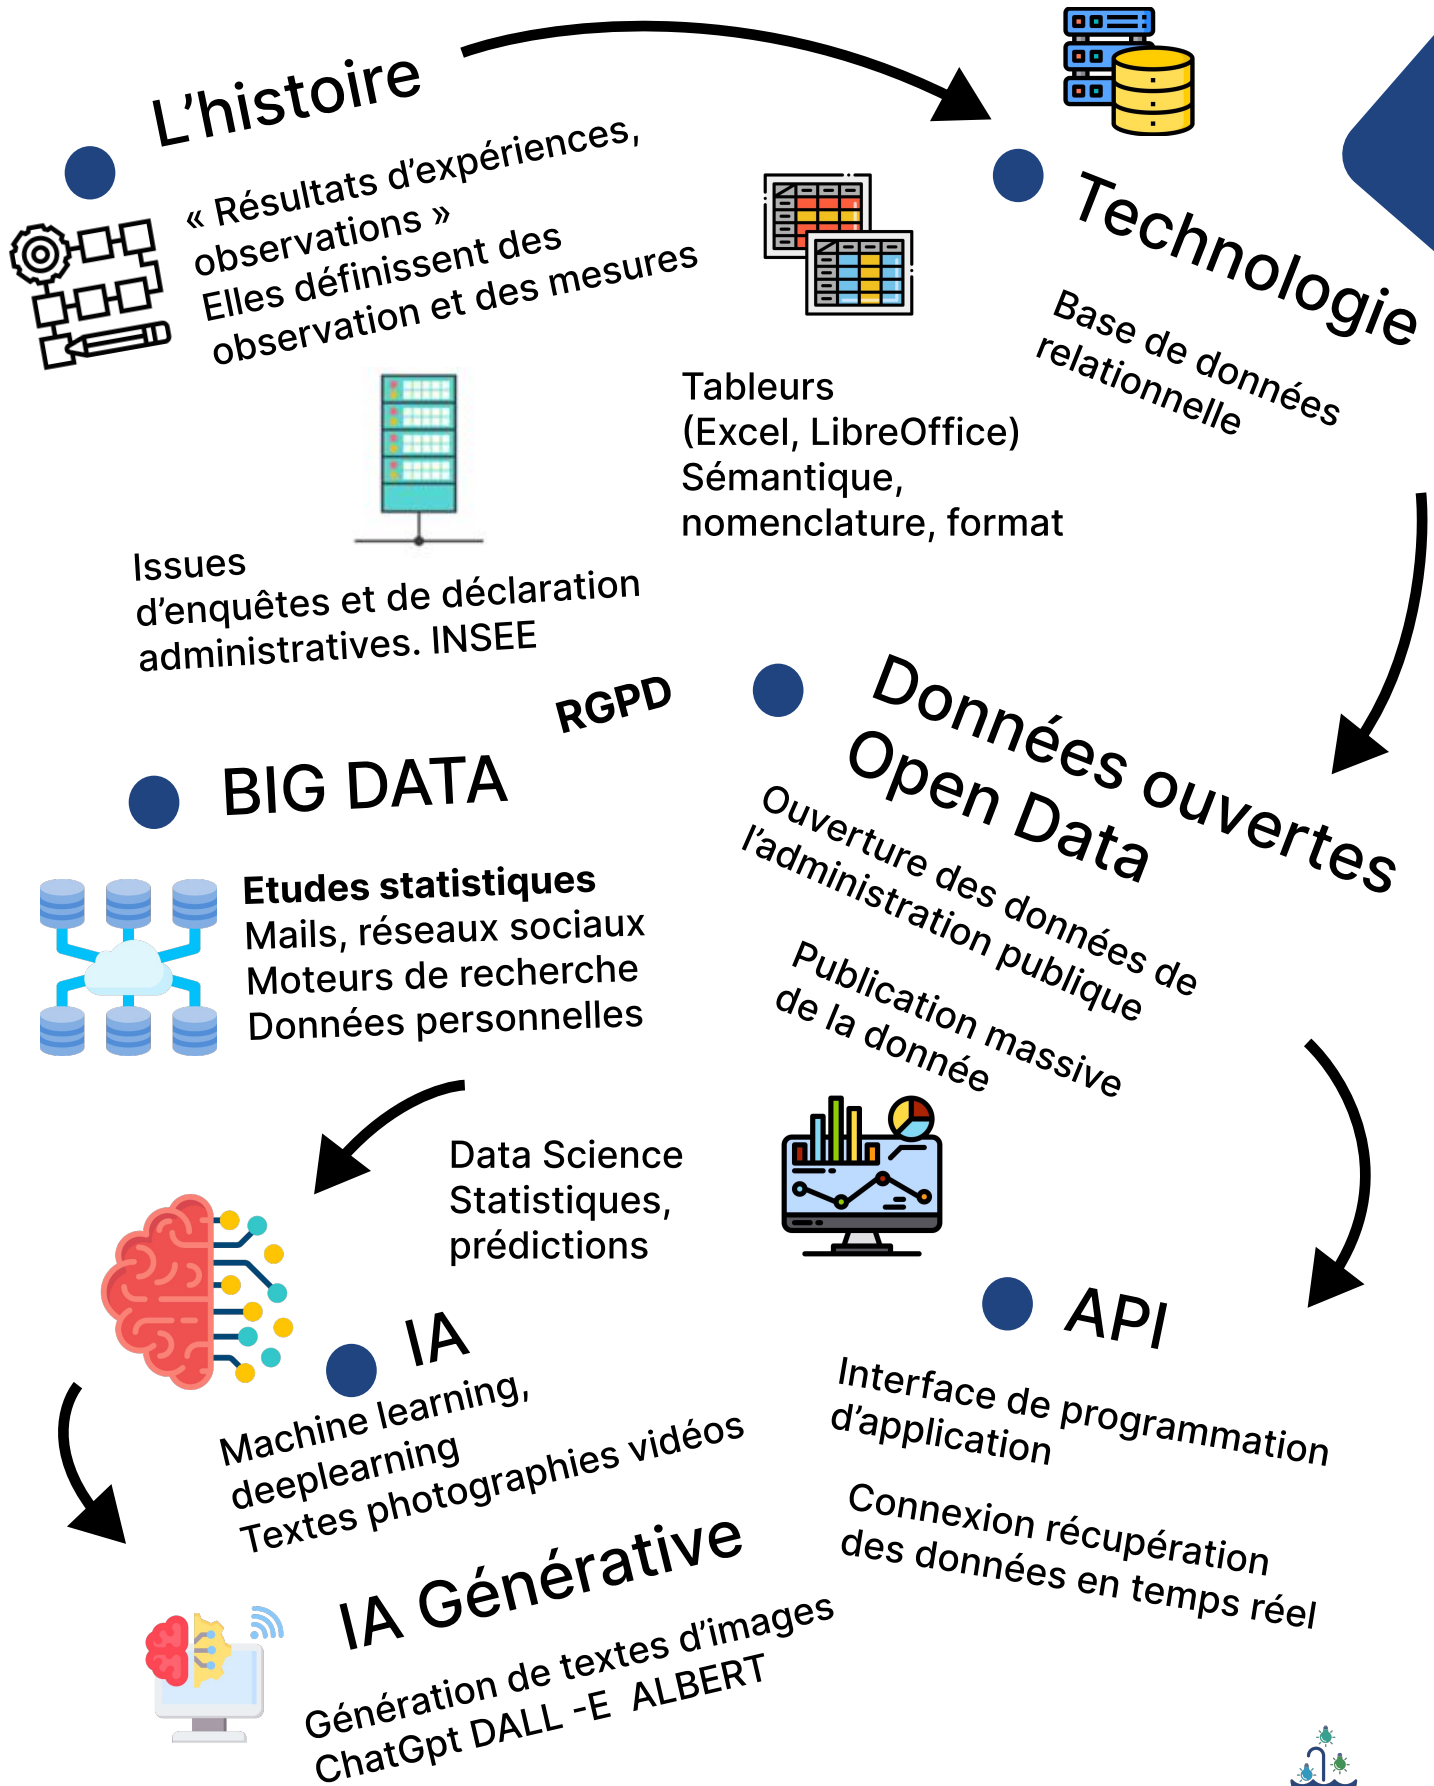 L’histoire
« Résultats d’expériences,
observations »
Elles définissent des
observation et des mesures
Issues
d’enquêtes et de déclaration
administratives. INSEE
Technologie
Base de données
relationnelle
Tableurs
(Excel, LibreOffice)
Sémantique,
nomenclature, format
Données ouvertes
Open Data
Ouverture des données de
l’administration publique
Publication massive
de la donnée
RGPD
BIG DATA
Etudes statistiques
Mails, réseaux sociaux
Moteurs de recherche
Données personnelles
Data Science
Statistiques,
prédictions
API
Interface de programmation
d’application
Connexion récupération
des données en temps réel
IA
Machine learning,
deeplearning
Textes photographies vidéos
IA Générative
Génération de textes d’images
ChatGpt DALL -E  ALBERT